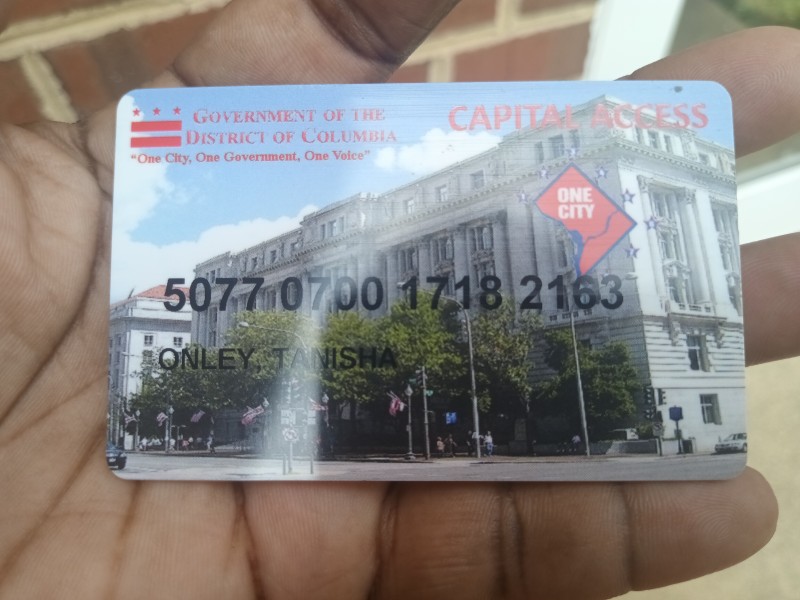 GOVERNMENT OF THE
DISTRICT OF COLUMBIA
"One City, One Government, One Voice"
CAPITAL ACCESS
ONE
CITY
5077 0700 1718 2163
ONLEY, TANISHA